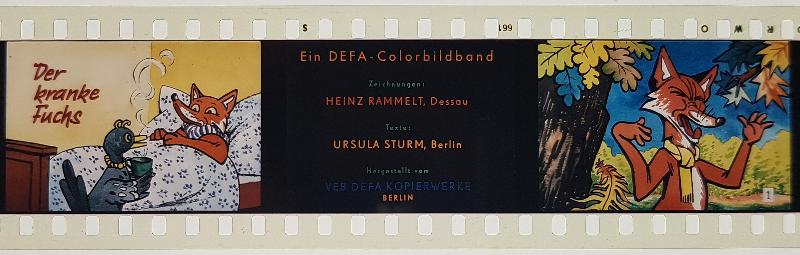 S
661
O W R
Der
kranke
Fuchs
Ein DEFA-Colorbildband
Zeichnungen:
HEINZ RAMMELT, Dessau
Texte:
URSULA STURM, Berlin
Hergestellt vom
VEB DEFA KOPIERWERKE
BERLIN
1